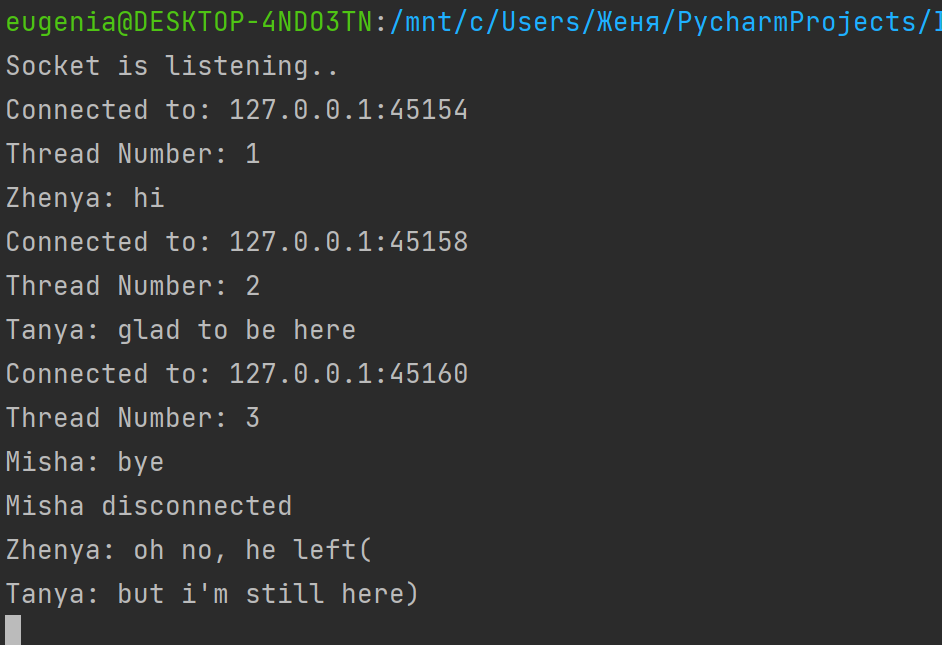 eugenia@DESKTOP-4NDO3TN:/mnt/c/Users/Женя/PycharmProjects/
Socket is listening..
Connected to: 127.0.0.1:45154
Thread Number: 1
Zhenya: hi
Connected to: 127.0.0.1:45158
Thread Number: 2
Tanya: glad to be here
Connected to: 127.0.0.1:45160
Thread Number: 3
Misha: bye
Misha disconnected
Zhenya: oh no, he left(
Tanya: but i'm still here)